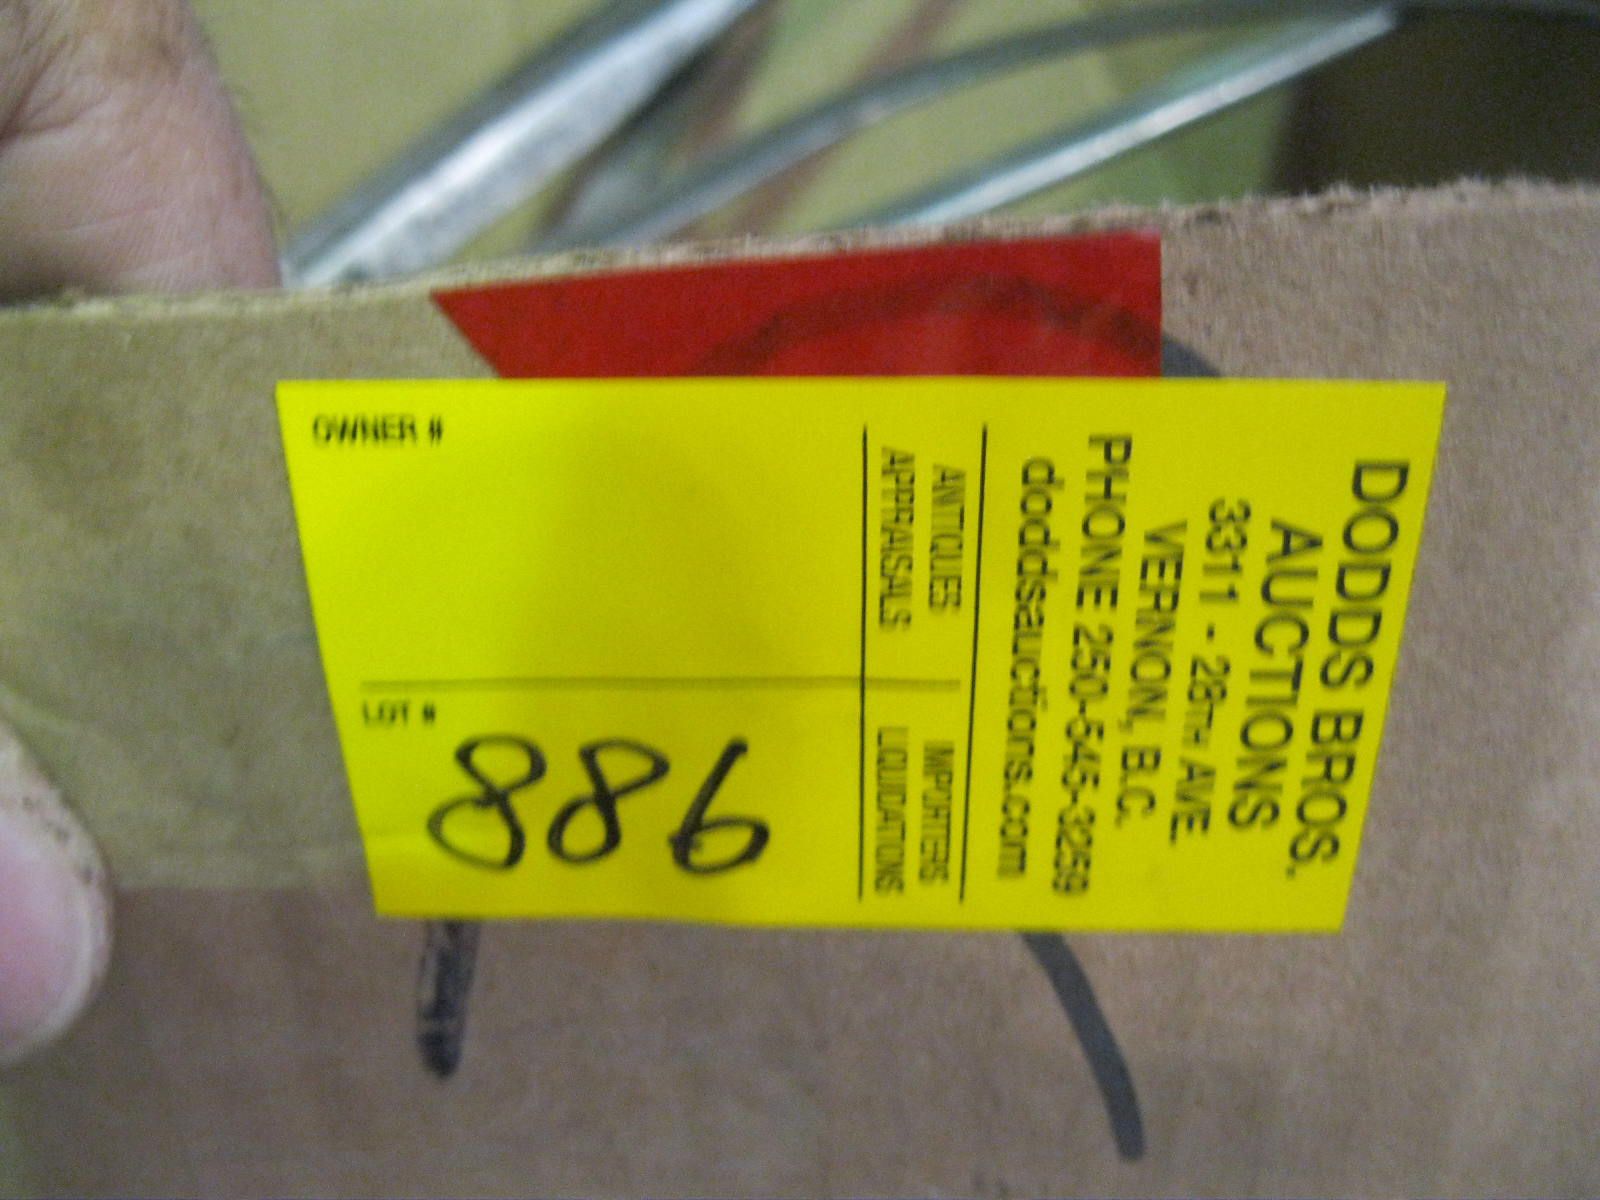 DODDS BROS.
AUCTIONS
3311 - 28TH AVE.
VERNON, B.C.
PHONE 250-545-3259
doddsauctions.com
ANTIQUES IMPORTERS
APPRAISALS LIQUIDATIONS
OWNER #
LOT #
886